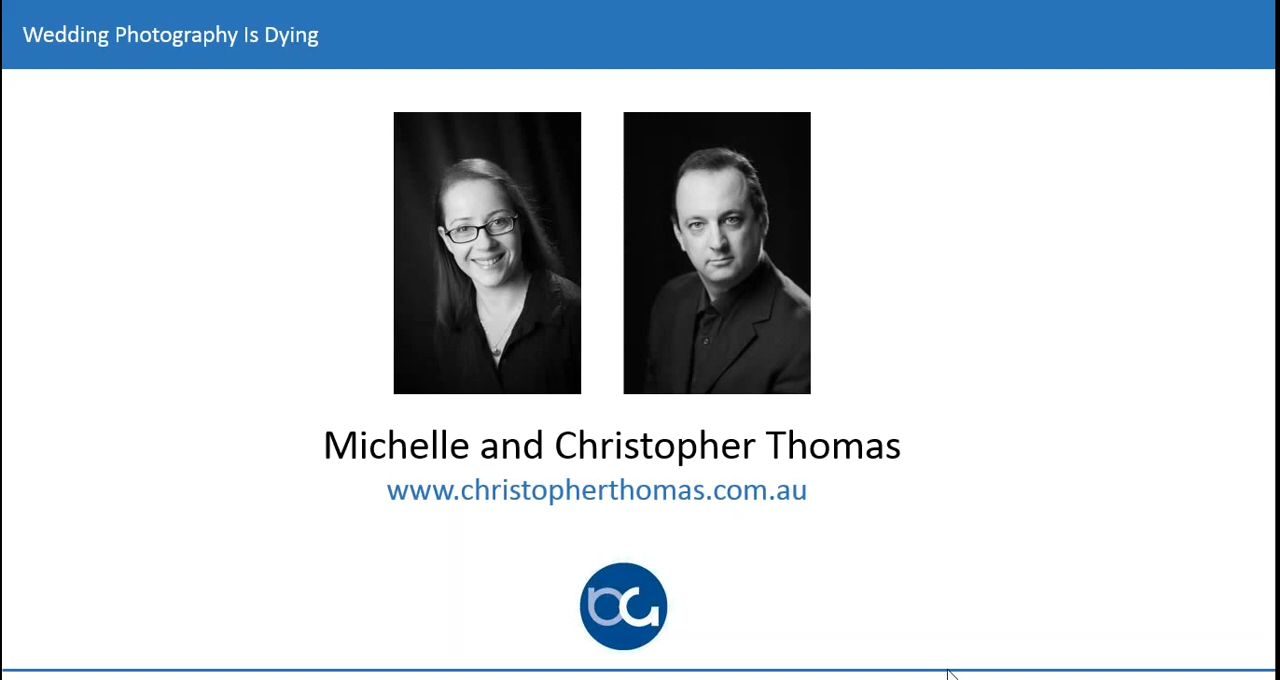 Wedding Photography Is Dying
Michelle and Christopher Thomas
www.christopherthomas.com.au